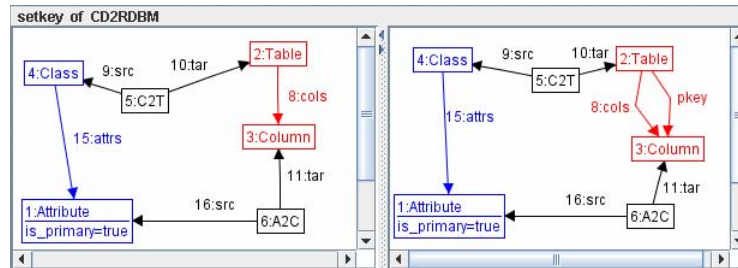 setkey of CD2RDBM
4:Class
9:src
10:tar
2:Table
5:C2T
8:cols
15:attrs
3:Column
11:tar
1:Attribute
is_primary=true
16:src
6:A2C
4:Class
9:src
10:tar
2:Table
5:C2T
8:cols
pkey
15:attrs
3:Column
11:tar
1:Attribute
is_primary=true
16:src
6:A2C